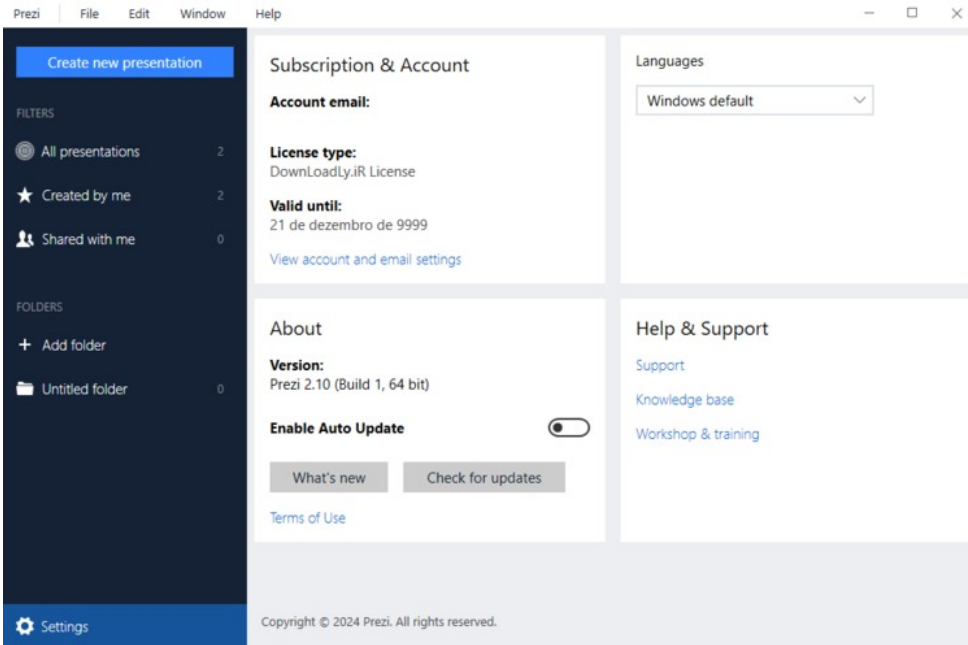 Prezi File Edit Window Help
Create new presentation
FILTERS
All presentations 2
Created by me 2
Shared with me 0
FOLDERS
Add folder
Untitled folder 0
Settings
Subscription & Account
Account email:
License type:
DownLoadLy.iR License
Valid until:
21 de dezembro de 9999
View account and email settings
Languages
Windows default
About
Version:
Prezi 2.10 (Build 1, 64 bit)
Enable Auto Update
What's new Check for updates
Terms of Use
Help & Support
Support
Knowledge base
Workshop & training
Copyright © 2024 Prezi. All rights reserved.